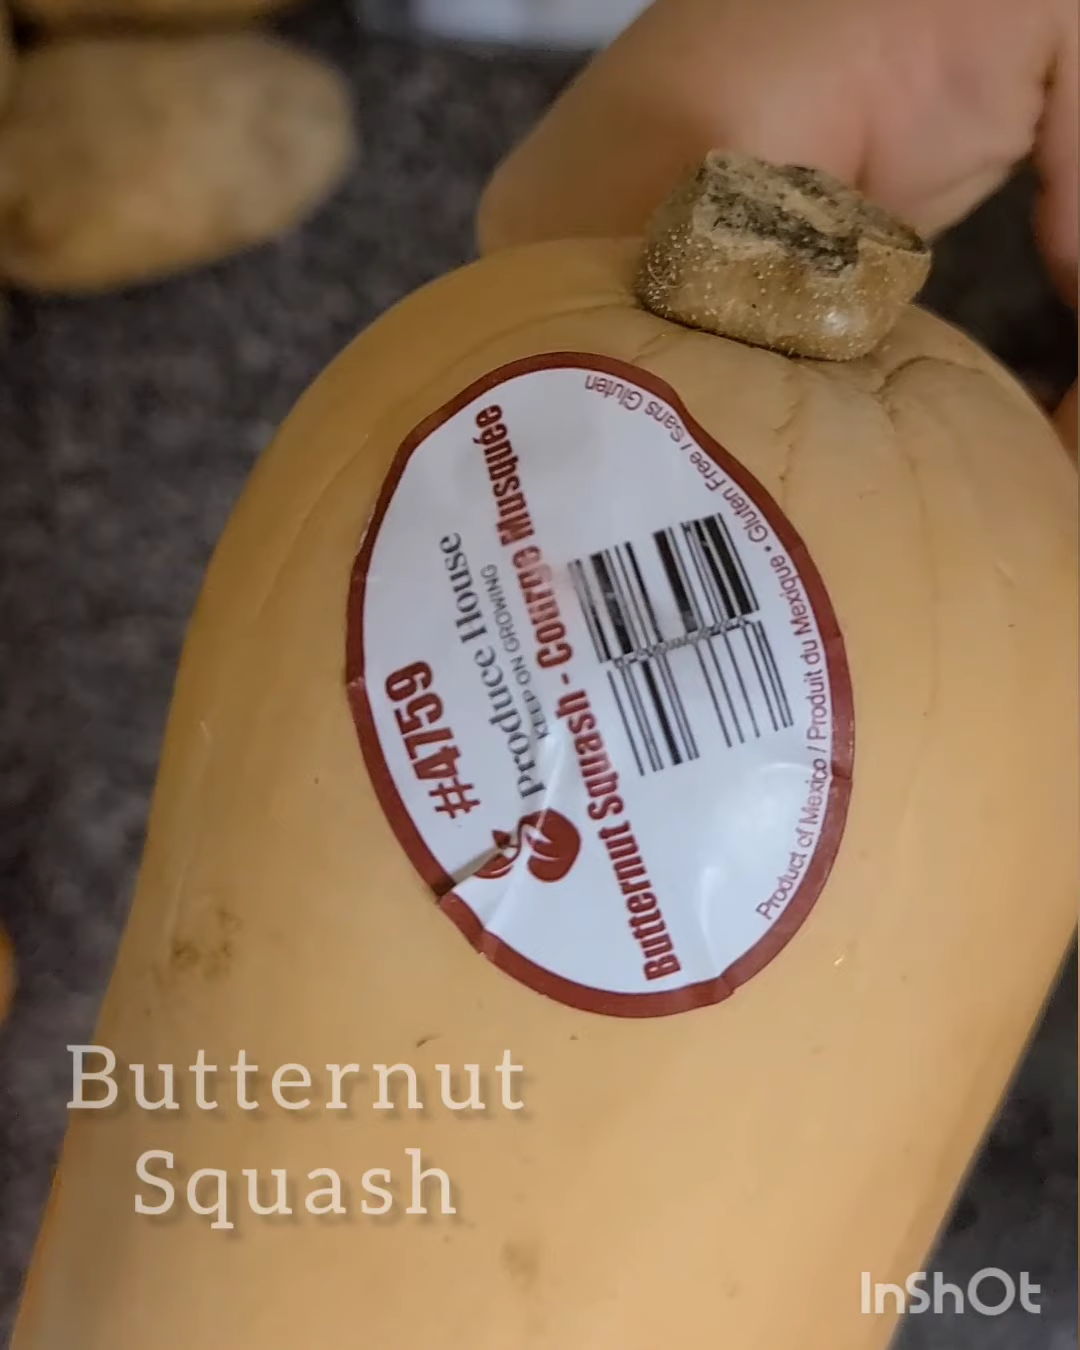 #4759
Produce House
KEEP ON GROWING
Butternut Squash - Courge Musquée
Product of Mexico / Produit du Mexique • Gluten Free / Sans Gluten
Butternut
Squash
InShOt